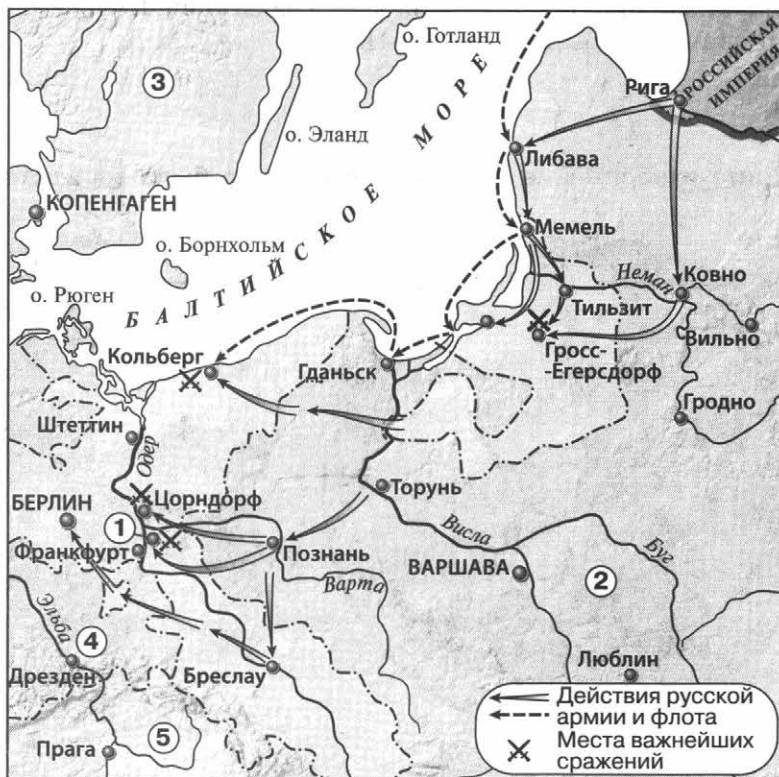 о. Готланд
РОССИЙСКАЯ
ИМПЕРИЯ
3
Рига
о. Эланд
БАЛТИЙСКОЕ МОРЕ
Либава
КОПЕНГАГЕН
Мемель
о. Борнхольм
Неман
Ковно
о. Рюген
Тильзит
Вильно
Кольберг
Гданьск
Гросс-
Егерсдорф
Гродно
Штеттин
Одер
Цорндорф
Торунь
БЕРЛИН
1
Висла
Буг
Франкфурт
Познань
ВАРШАВА
2
Варта
Эльба
4
Дрезден
Бреслау
Люблин
5
Прага
Действия русской
армии и флота
Места важнейших
сражений